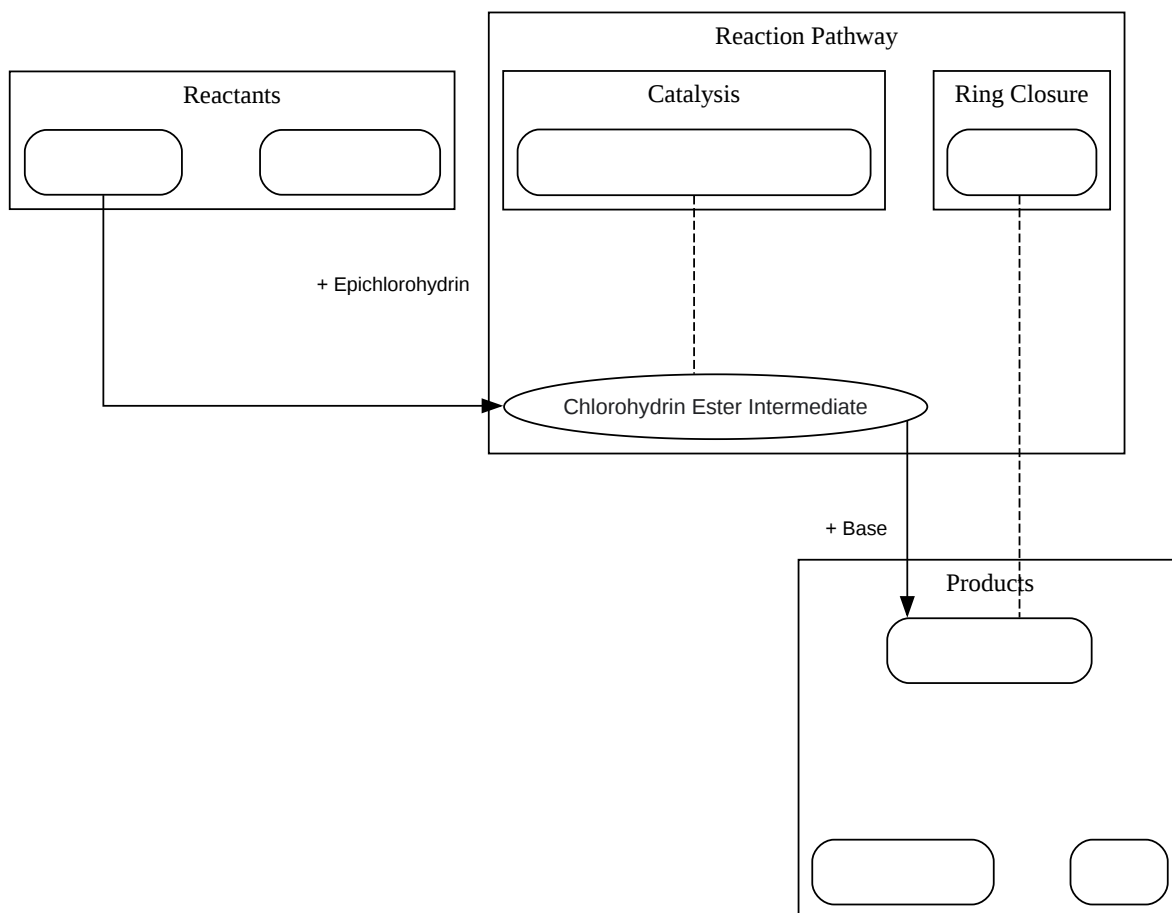 Reaction Pathway
Reactants
Catalysis
Ring Closure
+ Epichlorohydrin
Chlorohydrin Ester Intermediate
+ Base
Products